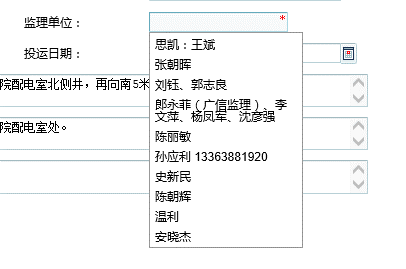 监理单位：
*
思凯：王斌
投运日期：
张朝晖
院配电室北侧井，再向南5米
刘钰、郭志良
郎永菲（广信监理）、李
文萍、杨凤军、沈彦强
院配电室处。
陈丽敏
孙应利 13363881920
史新民
陈朝辉
温利
安晓杰